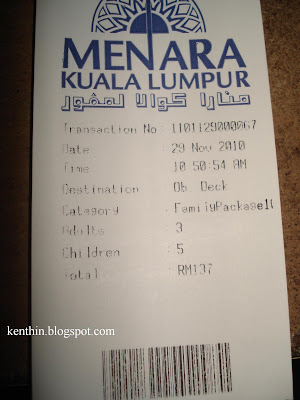 MENARA
KUALA LUMPUR
منارا كوالا لمڤور
Transaction No : 1101129000067
Date : 29 Nov 2010
Time : 10:50:54 AM
Destination : Ob Deck
Category : FamilyPackage1
Adults : 3
Children : 5
Total : RM137
kenthin.blogspot.com